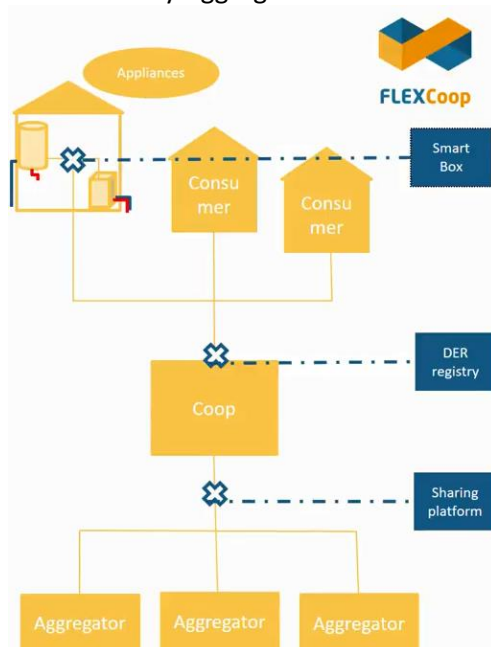 Appliances
FLEXCoop
Smart
Box
Consu
mer
Consu
mer
DER
registry
Coop
Sharing
platform
Aggregator
Aggregator
Aggregator